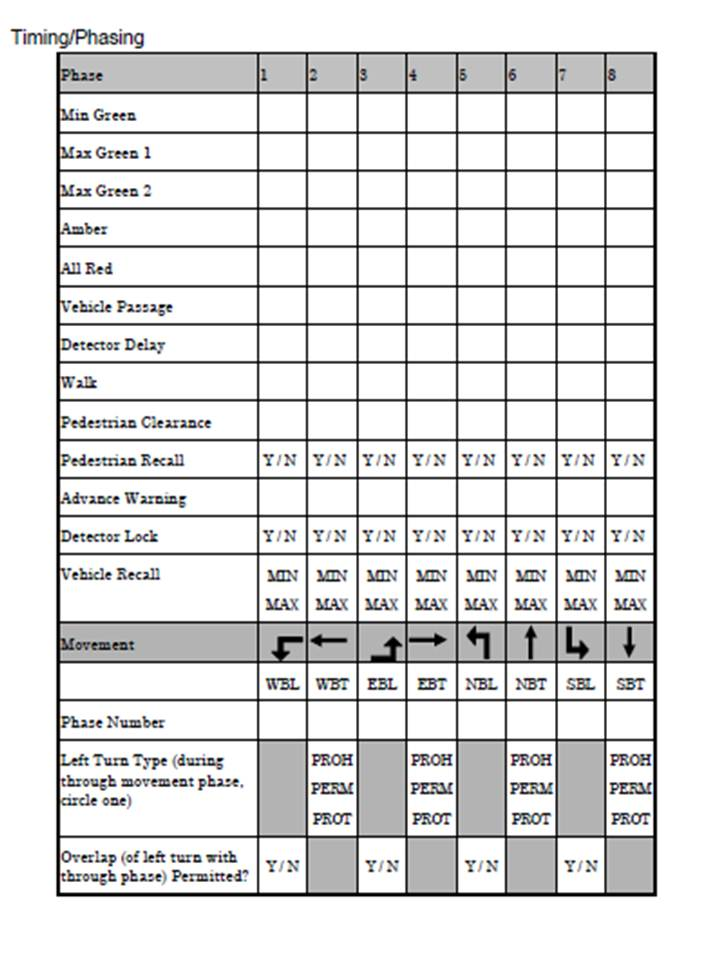 Timing/Phasing
Phase 1 2 3 4 5 6 7 8
Min Green
Max Green 1
Max Green 2
Amber
All Red
Vehicle Passage
Detector Delay
Walk
Pedestrian Clearance
Pedestrian Recall Y/N Y/N Y/N Y/N Y/N Y/N Y/N Y/N
Advance Warning
Detector Lock Y/N Y/N Y/N Y/N Y/N Y/N Y/N Y/N
Vehicle Recall MIN MIN MIN MIN MIN MIN MIN MIN
MAX MAX MAX MAX MAX MAX MAX MAX
Movement
WBL WBT EBL EBT NBL NBT SBL SBT
Phase Number
Left Turn Type (during PROH PROH PROH PROH
through movement phase, PERM PERM PERM PERM
circle one) PROT PROT PROT PROT
Overlap (of left turn with Y/N Y/N Y/N Y/N
through phase) Permitted?